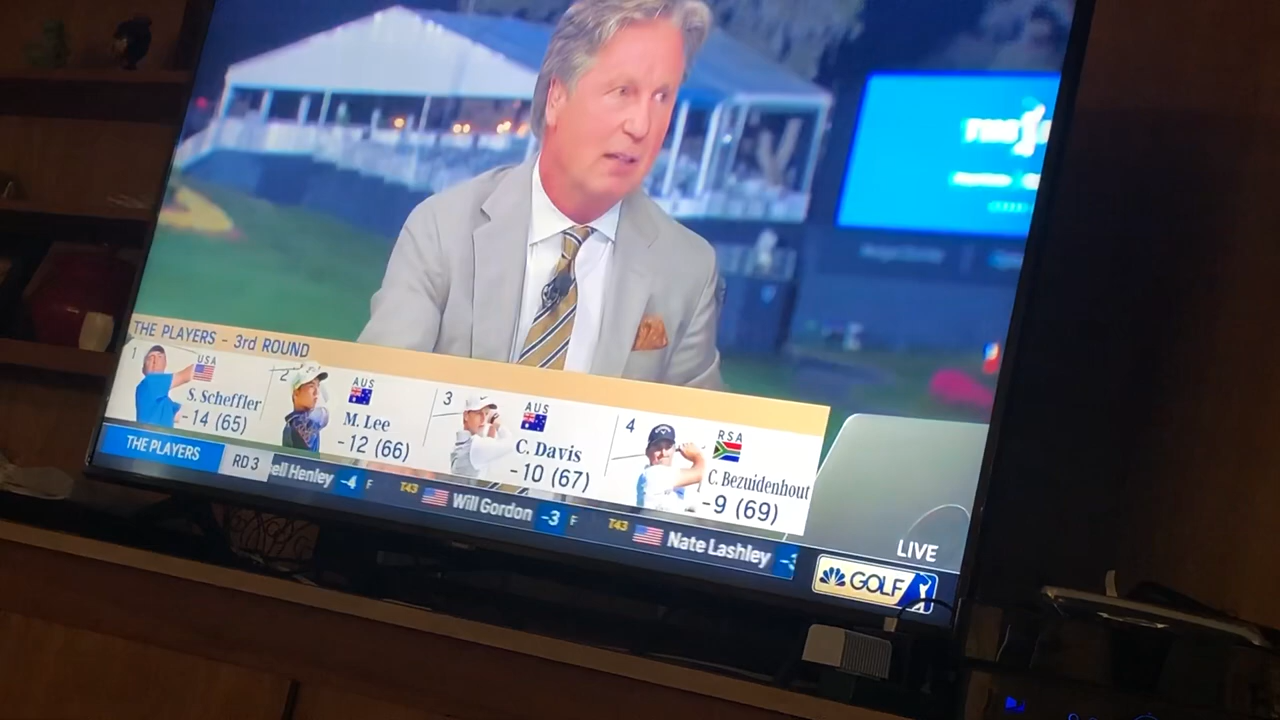 THE PLAYERS - 3rd ROUND
1
USA
S. Scheffler
-14 (65)
2
AUS
M. Lee
-12 (66)
3
AUS
C. Davis
-10 (67)
4
RSA
C. Bezuidenhout
-9 (69)
THE PLAYERS
RD 3
ell Henley -4 F
T43 Will Gordon -3 F
T43 Nate Lashley
LIVE
GOLF